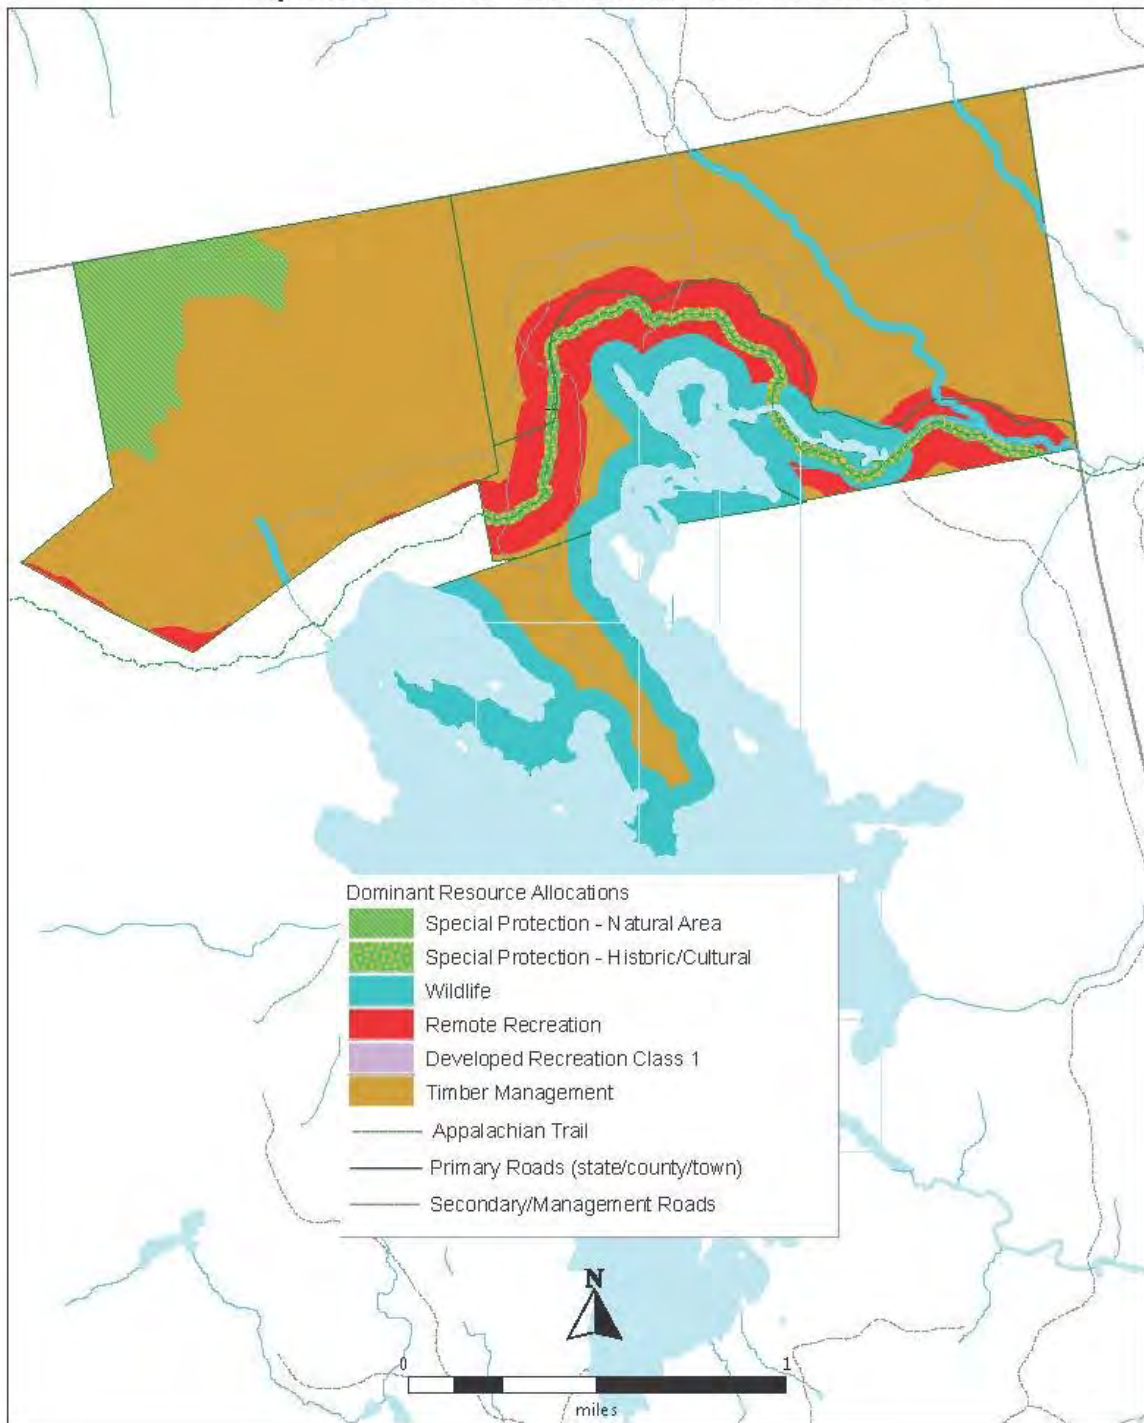 Dominant Resource Allocations
Special Protection - Natural Area
Special Protection - Historic/Cultural
Wildlife
Remote Recreation
Developed Recreation Class 1
Timber Management
Appalachian Trail
Primary Roads (state/county/town)
Secondary/Management Roads
N
0 1
miles